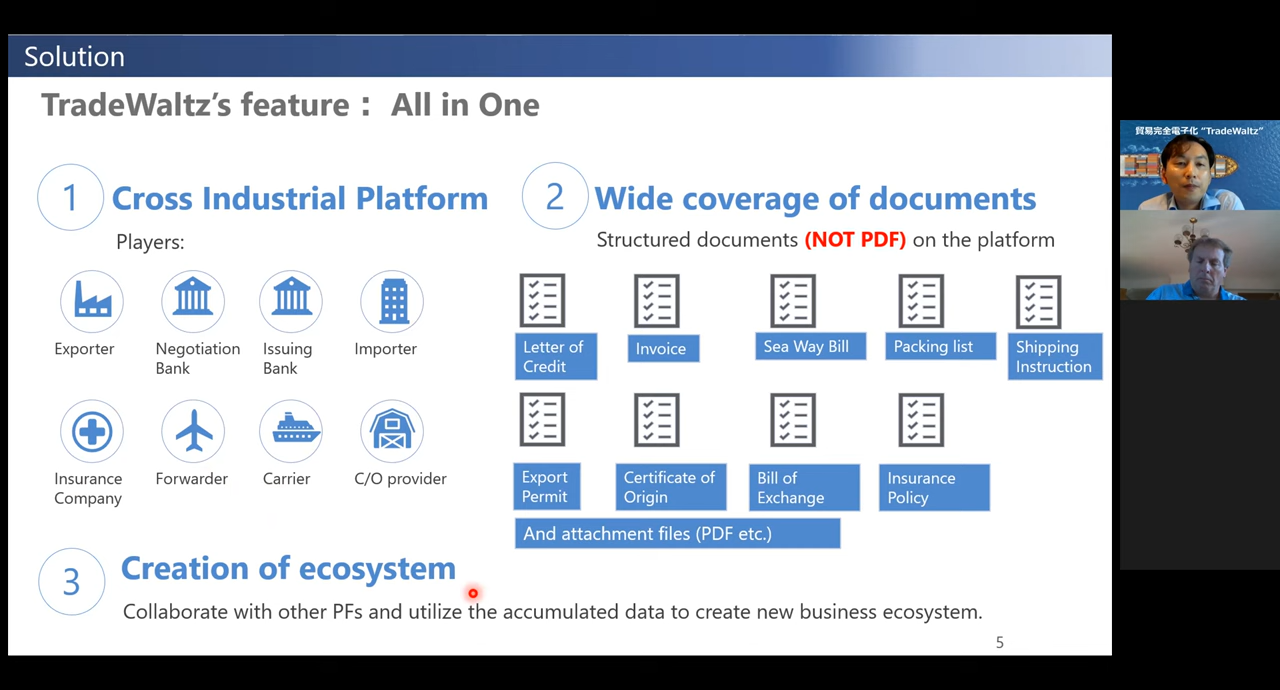 Solution
TradeWaltz’s feature： All in One
1
Cross Industrial Platform
Players:
Exporter
Negotiation
Bank
Issuing
Bank
Importer
Insurance
Company
Forwarder
Carrier
C/O provider
2
Wide coverage of documents
Structured documents (NOT PDF) on the platform
Letter of
Credit
Invoice
Sea Way Bill
Packing list
Shipping
Instruction
Export
Permit
Certificate of
Origin
Bill of
Exchange
Insurance
Policy
And attachment files (PDF etc.)
3
Creation of ecosystem
Collaborate with other PFs and utilize the accumulated data to create new business ecosystem.
5
貿易完全電子化 “TradeWaltz”